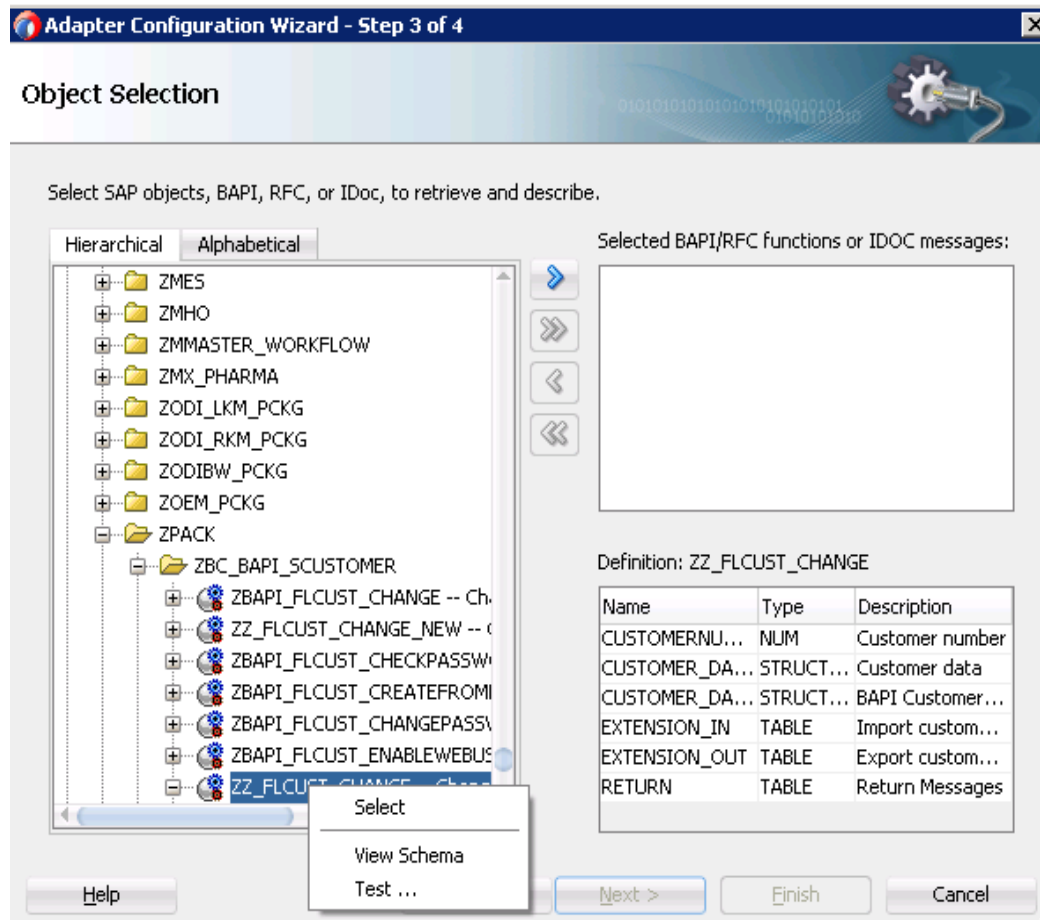 Adapter Configuration Wizard - Step 3 of 4
Object Selection
Select SAP objects, BAPI, RFC, or IDoc, to retrieve and describe.
Hierarchical Alphabetical
ZMES
ZMHO
ZMMASTER_WORKFLOW
ZMX_PHARMA
ZODI_LKM_PCKG
ZODI_RKM_PCKG
ZODIBW_PCKG
ZOEM_PCKG
ZPACK
ZBC_BAPI_SCUSTOMER
ZBAPI_FLCUST_CHANGE -- Ch
ZZ_FLCUST_CHANGE_NEW --
ZBAPI_FLCUST_CHECKPASSW
ZBAPI_FLCUST_CREATEFROM
ZBAPI_FLCUST_CHANGEPASS
ZBAPI_FLCUST_ENABLEWEBUS
ZZ_FLCUST_CHANGE
Select
View Schema
Test ...
Selected BAPI/RFC functions or IDOC messages:
Definition: ZZ_FLCUST_CHANGE
Name Type Description
CUSTOMERNU... NUM Customer number
CUSTOMER_DA... STRUCT... Customer data
CUSTOMER_DA... STRUCT... BAPI Customer...
EXTENSION_IN TABLE Import custom...
EXTENSION_OUT TABLE Export custom...
RETURN TABLE Return Messages
Help Next > Finish Cancel